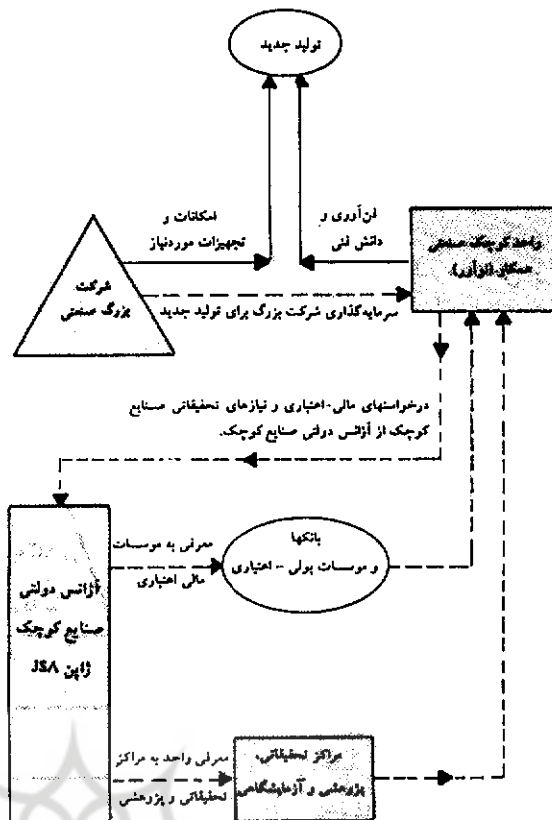 تولید جدید
امکانات و
تجهیزات موردنیاز
فن‌آوری و
دانش فنی
واحد کوچک صنعتی
همکار (نوآور)
شرکت
بزرگ صنعتی
سرمایه‌گذاری شرکت بزرگ برای تولید جدید
درخواستهای مالی-اعتباری و نیازهای تحقیقاتی صنایع
کوچک از آژانس دولتی صنایع کوچک.
آژانس دولتی
صنایع کوچک
ژاپن JSA
معرفی به موسسات
مالی اعتباری
بانکها
و موسسات پولی - اعتباری
معرفی واحد به مراکز
تحقیقاتی و پژوهشی
مراکز تحقیقاتی،
پژوهشی و آزمایشگاهی